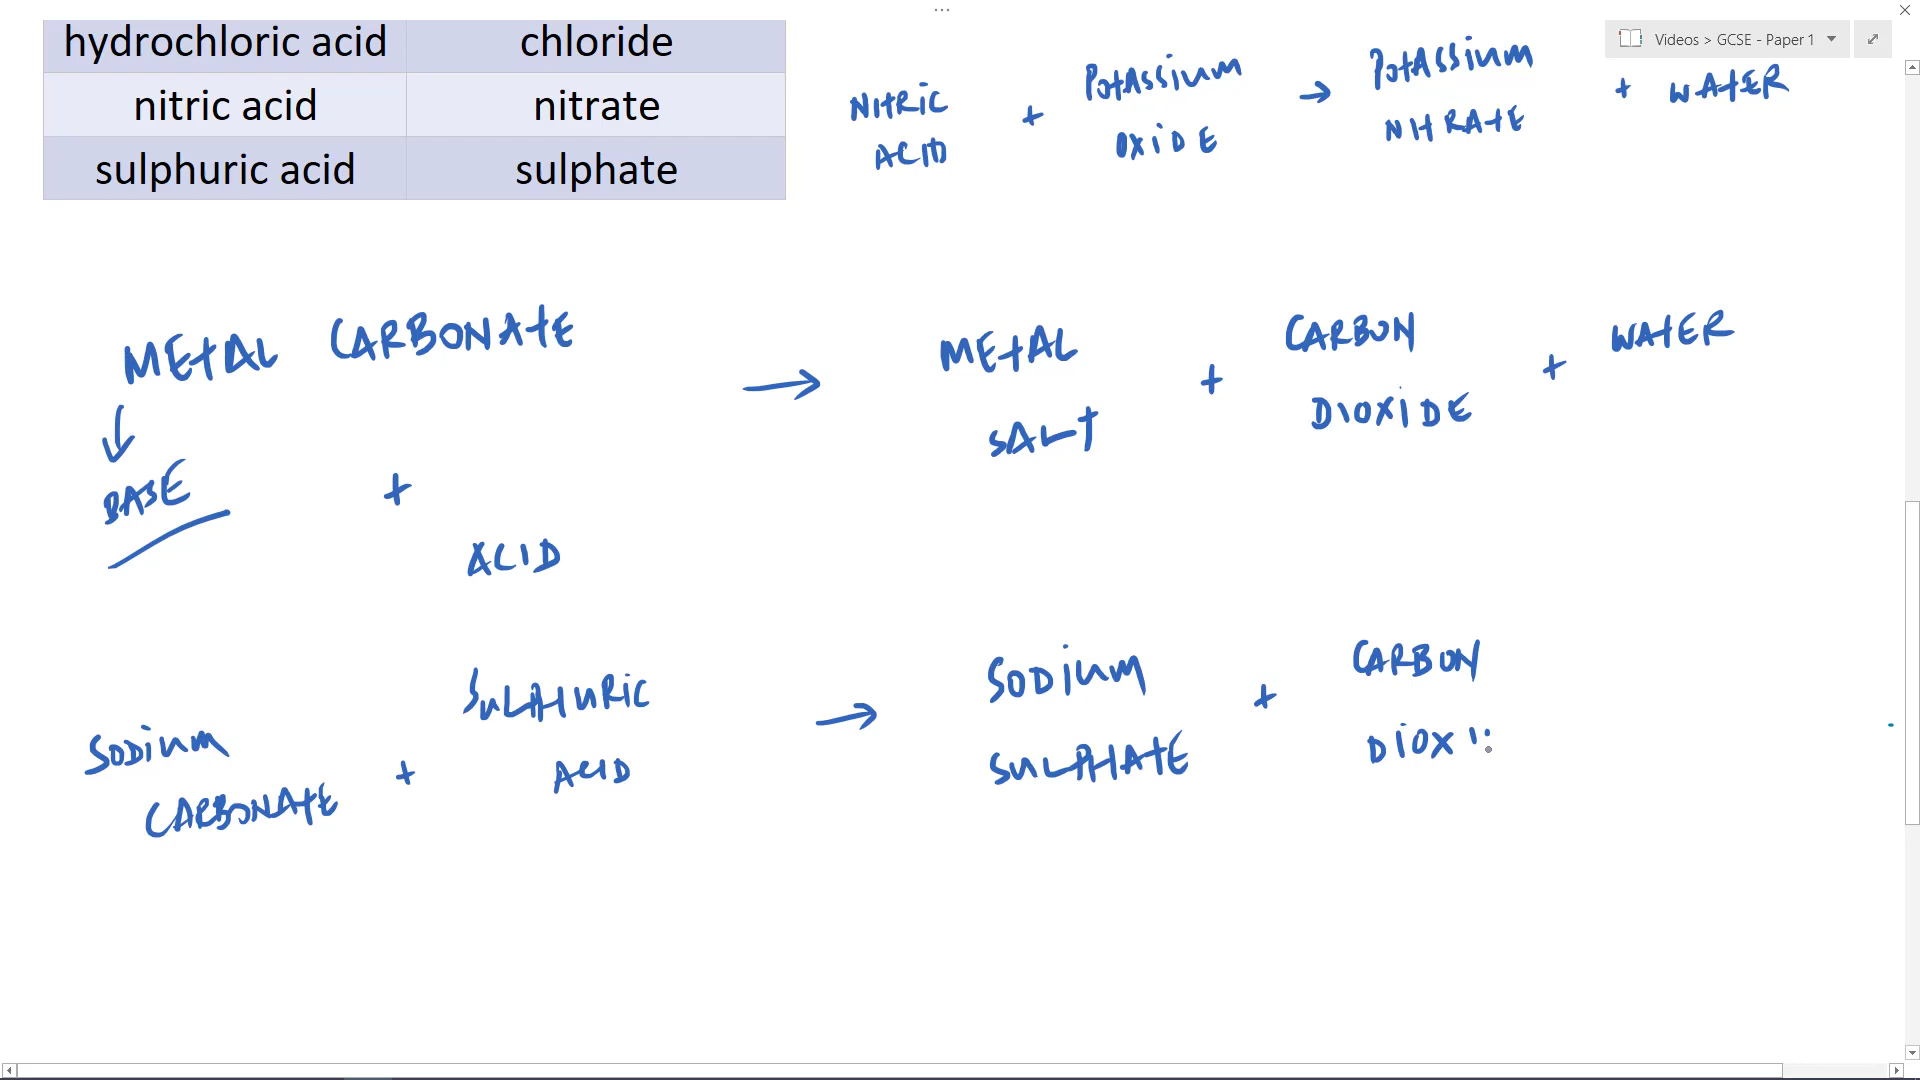 hydrochloric acid chloride
nitric acid nitrate
sulphuric acid sulphate
Videos > GCSE - Paper 1
NITRIC ACID + POTASSIUM OXIDE → POTASSIUM NITRATE + WATER
METAL CARBONATE → METAL SALT + CARBON DIOXIDE + WATER
↓
BASE
+
ACID
SODIUM CARBONATE + SULPHURIC ACID → SODIUM SULPHATE + CARBON